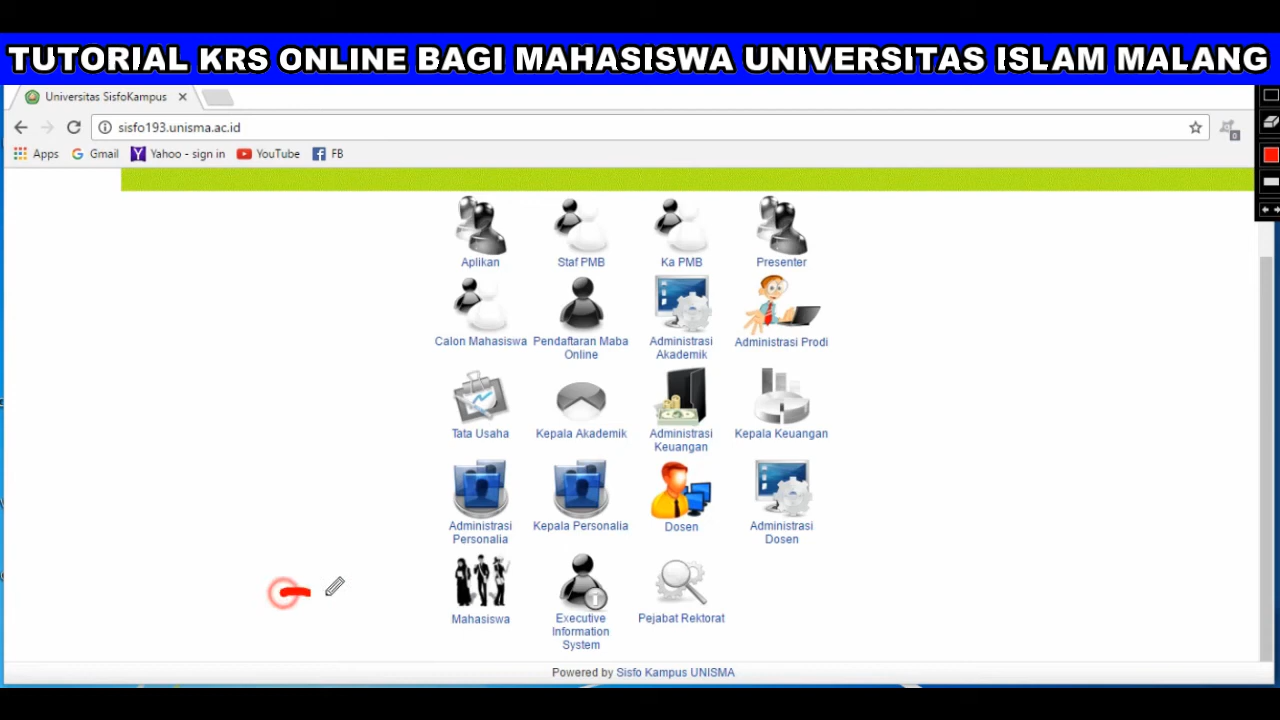 TUTORIAL KRS ONLINE BAGI MAHASISWA UNIVERSITAS ISLAM MALANG
Universitas SisfoKampus
sisfo193.unisma.ac.id
0
Apps Gmail Yahoo - sign in YouTube FB
Aplikan Staf PMB Ka PMB Presenter
Calon Mahasiswa Pendaftaran Maba Administrasi Administrasi Prodi
Online Akademik
Tata Usaha Kepala Akademik Administrasi Kepala Keuangan
Keuangan
Administrasi Kepala Personalia Dosen Administrasi
Personalia Dosen
Mahasiswa Executive Pejabat Rektorat
Information
System
Powered by Sisfo Kampus UNISMA